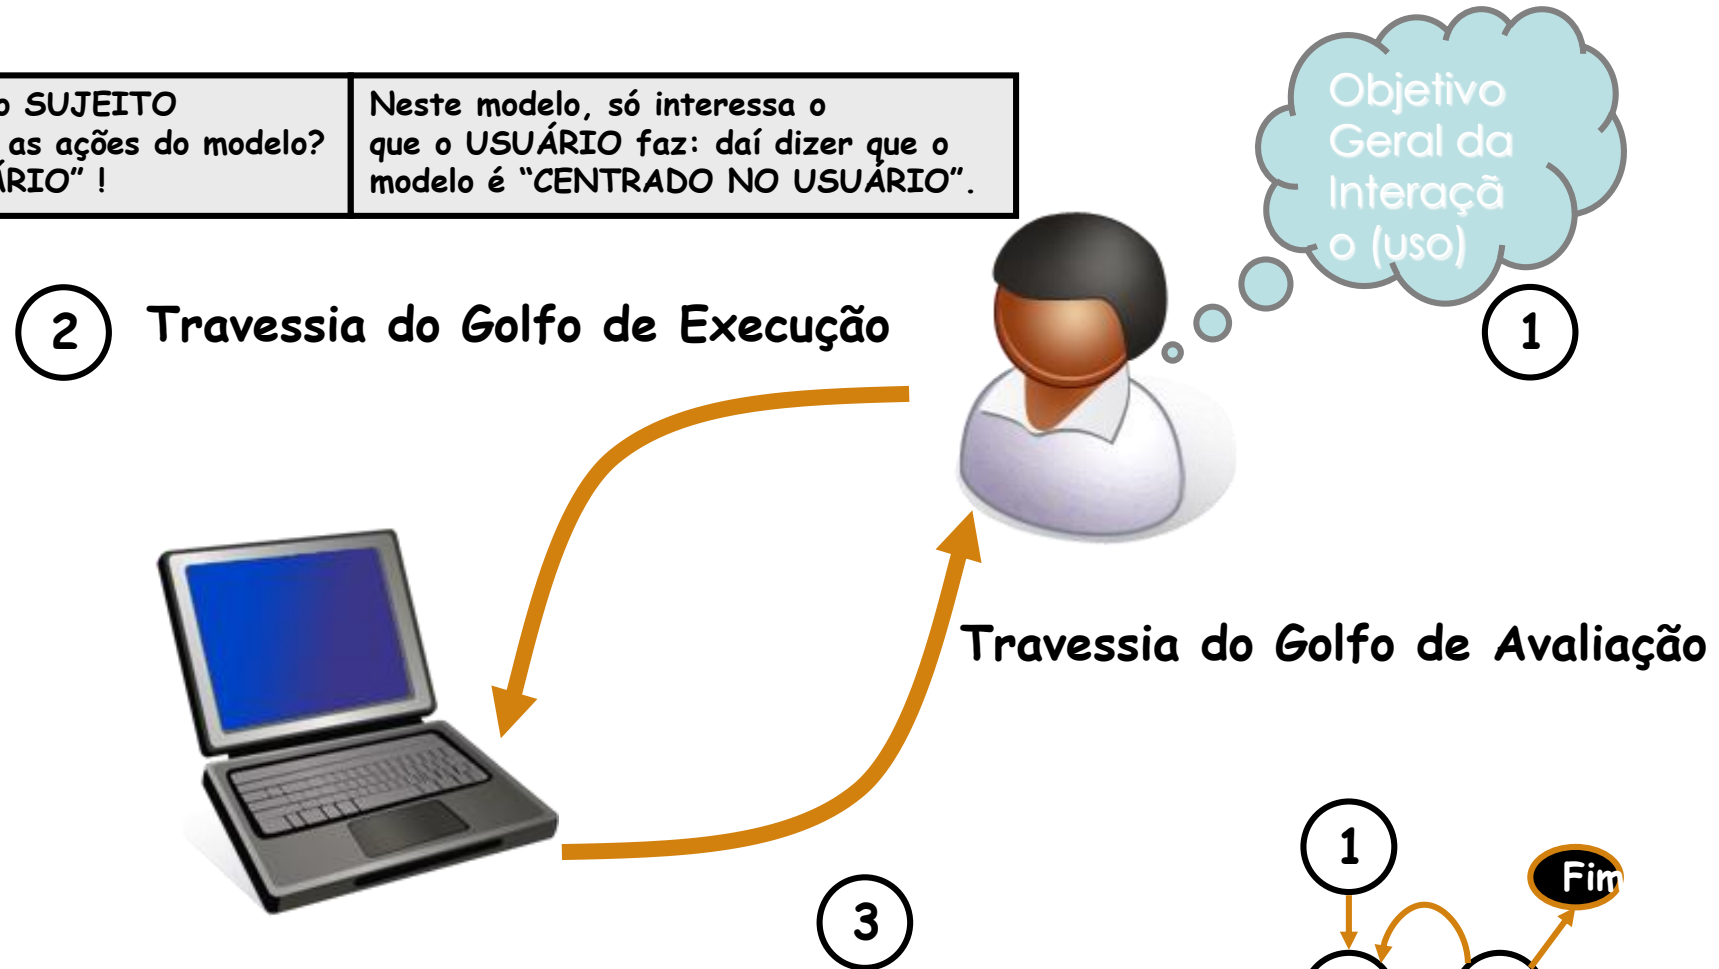 o SUJEITO
as ações do modelo?
ÁRIO” !
Neste modelo, só interessa o
que o USUÁRIO faz: daí dizer que o
modelo é “CENTRADO NO USUÁRIO”.
Objetivo
Geral da
Interaçã
o (uso)
1
2
Travessia do Golfo de Execução
Travessia do Golfo de Avaliação
3
1
Fim